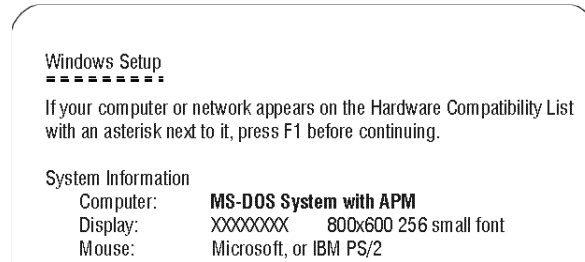 Windows Setup
=========
If your computer or network appears on the Hardware Compatibility List
with an asterisk next to it, press F1 before continuing.
System Information
Computer: MS-DOS System with APM
Display: XXXXXXXX 800x600 256 small font
Mouse: Microsoft, or IBM PS/2